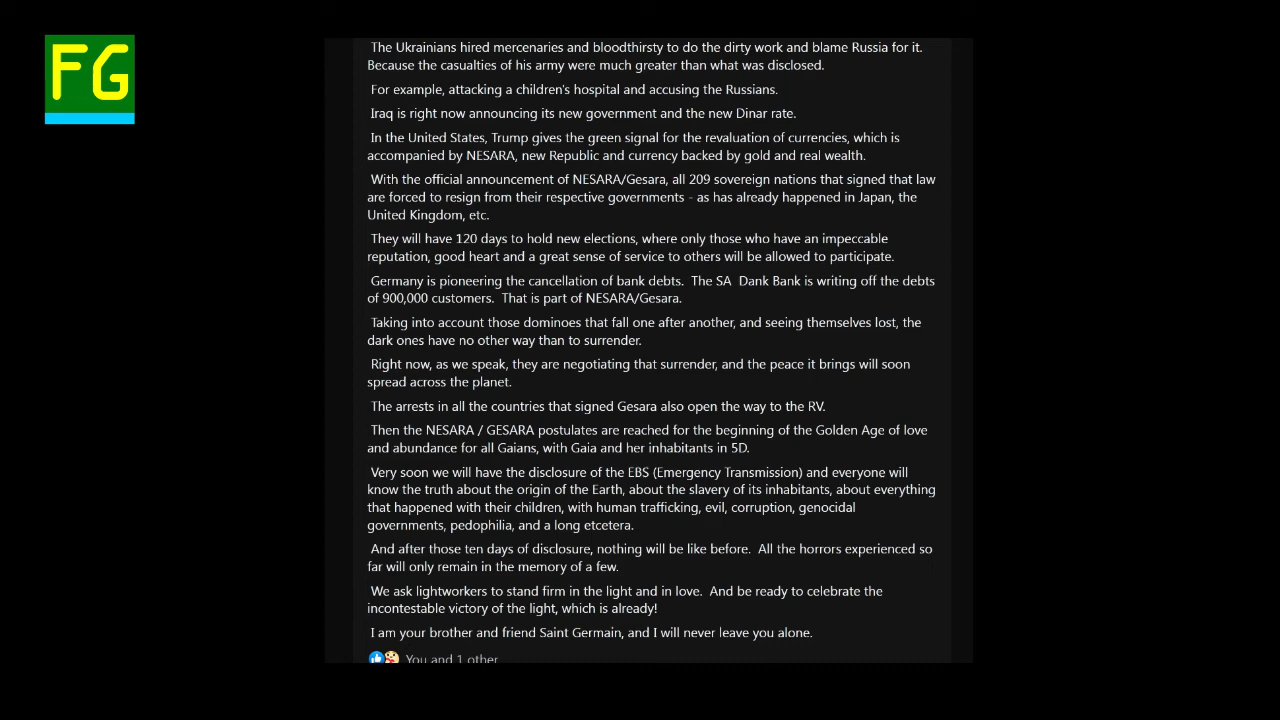 FG
The Ukrainians hired mercenaries and bloodthirsty to do the dirty work and blame Russia for it.
Because the casualties of his army were much greater than what was disclosed.
For example, attacking a children's hospital and accusing the Russians.
Iraq is right now announcing its new government and the new Dinar rate.
In the United States, Trump gives the green signal for the revaluation of currencies, which is
accompanied by NESARA, new Republic and currency backed by gold and real wealth.
With the official announcement of NESARA/Gesara, all 209 sovereign nations that signed that law
are forced to resign from their respective governments - as has already happened in Japan, the
United Kingdom, etc.
They will have 120 days to hold new elections, where only those who have an impeccable
reputation, good heart and a great sense of service to others will be allowed to participate.
Germany is pioneering the cancellation of bank debts.  The SA  Dank Bank is writing off the debts
of 900,000 customers.  That is part of NESARA/Gesara.
Taking into account those dominoes that fall one after another, and seeing themselves lost, the
dark ones have no other way than to surrender.
Right now, as we speak, they are negotiating that surrender, and the peace it brings will soon
spread across the planet.
The arrests in all the countries that signed Gesara also open the way to the RV.
Then the NESARA / GESARA postulates are reached for the beginning of the Golden Age of love
and abundance for all Gaians, with Gaia and her inhabitants in 5D.
Very soon we will have the disclosure of the EBS (Emergency Transmission) and everyone will
know the truth about the origin of the Earth, about the slavery of its inhabitants, about everything
that happened with their children, with human trafficking, evil, corruption, genocidal
governments, pedophilia, and a long etcetera.
And after those ten days of disclosure, nothing will be like before.  All the horrors experienced so
far will only remain in the memory of a few.
We ask lightworkers to stand firm in the light and in love.  And be ready to celebrate the
incontestable victory of the light, which is already!
I am your brother and friend Saint Germain, and I will never leave you alone.
You and 1 other